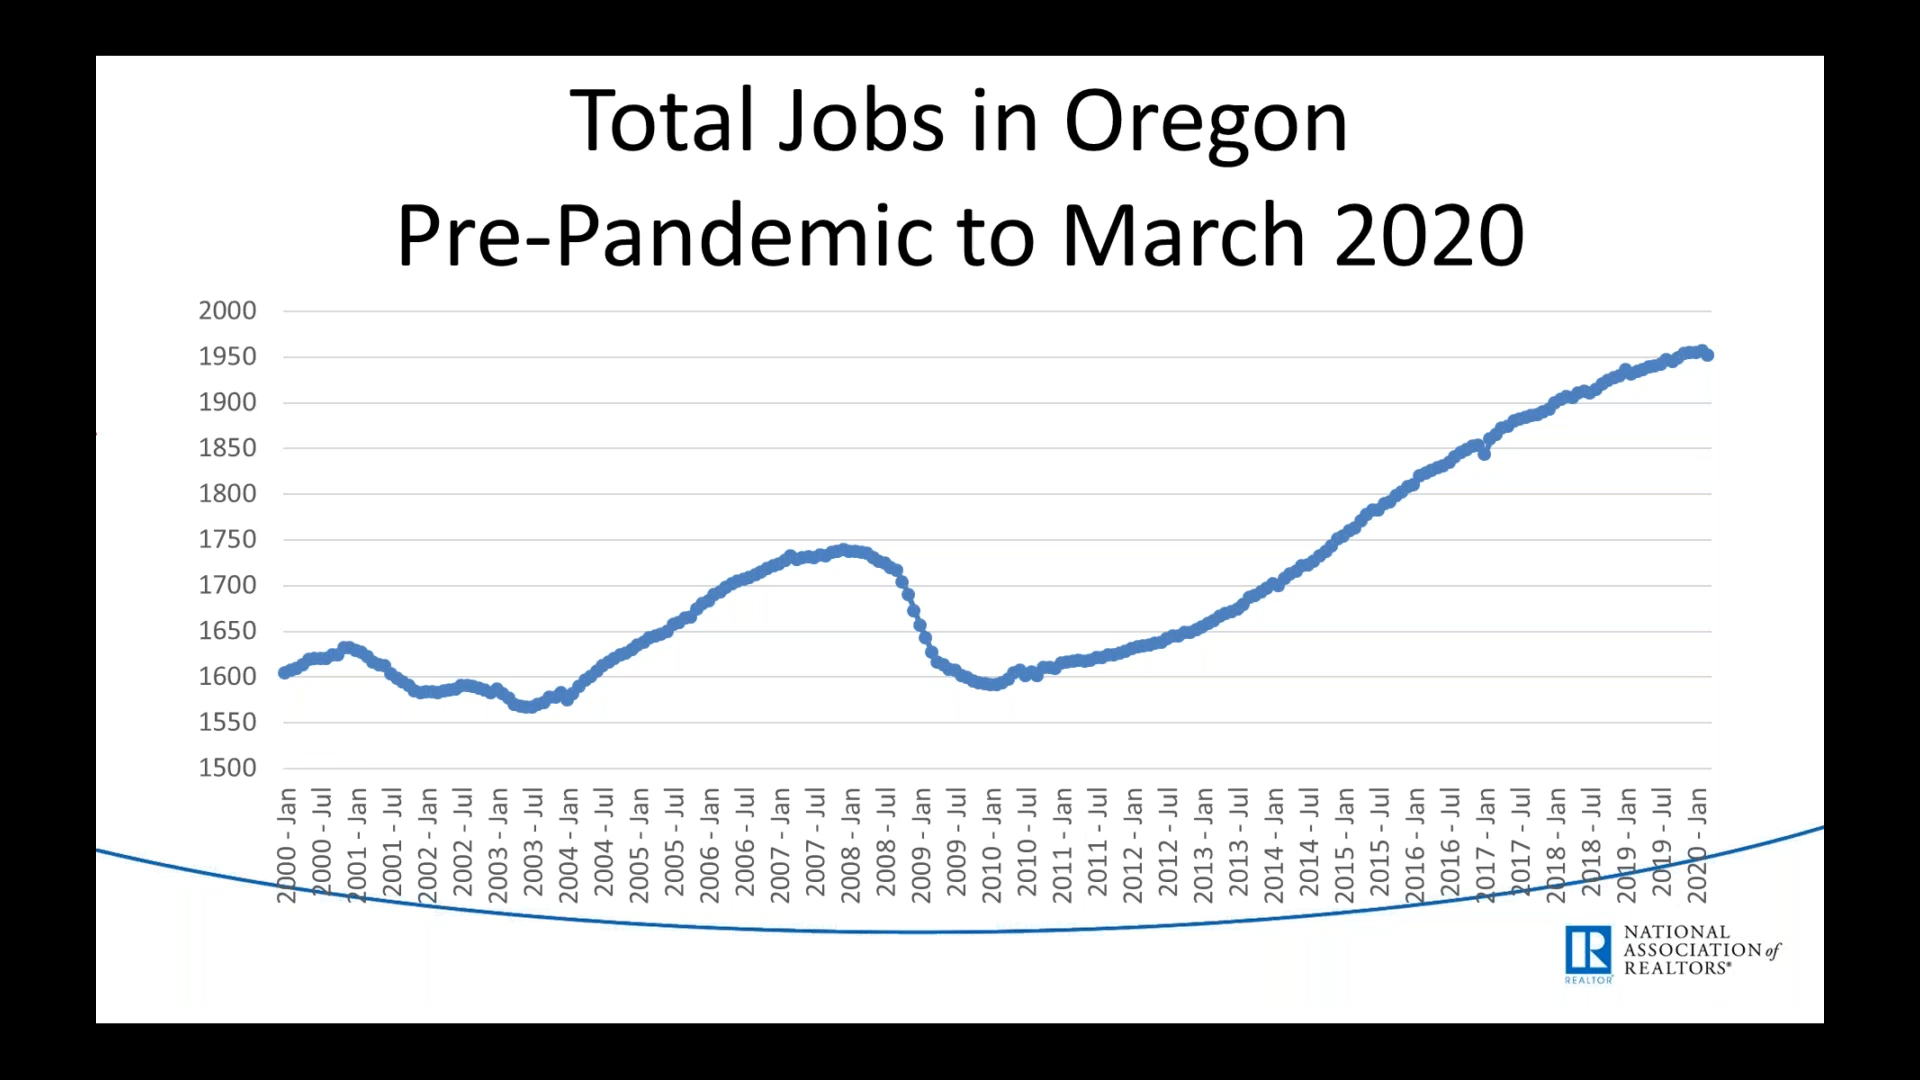 Total Jobs in Oregon
Pre-Pandemic to March 2020
2000
1950
1900
1850
1800
1750
1700
1650
1600
1550
1500
2000 - Jan
2000 - Jul
2001 - Jan
2001 - Jul
2002 - Jan
2002 - Jul
2003 - Jan
2003 - Jul
2004 - Jan
2004 - Jul
2005 - Jan
2005 - Jul
2006 - Jan
2006 - Jul
2007 - Jan
2007 - Jul
2008 - Jan
2008 - Jul
2009 - Jan
2009 - Jul
2010 - Jan
2010 - Jul
2011 - Jan
2011 - Jul
2012 - Jan
2012 - Jul
2013 - Jan
2013 - Jul
2014 - Jan
2014 - Jul
2015 - Jan
2015 - Jul
2016 - Jan
2016 - Jul
2017 - Jan
2017 - Jul
2018 - Jan
2018 - Jul
2019 - Jan
2019 - Jul
2020 - Jan
NATIONAL
ASSOCIATION of
REALTORS®
REALTOR®